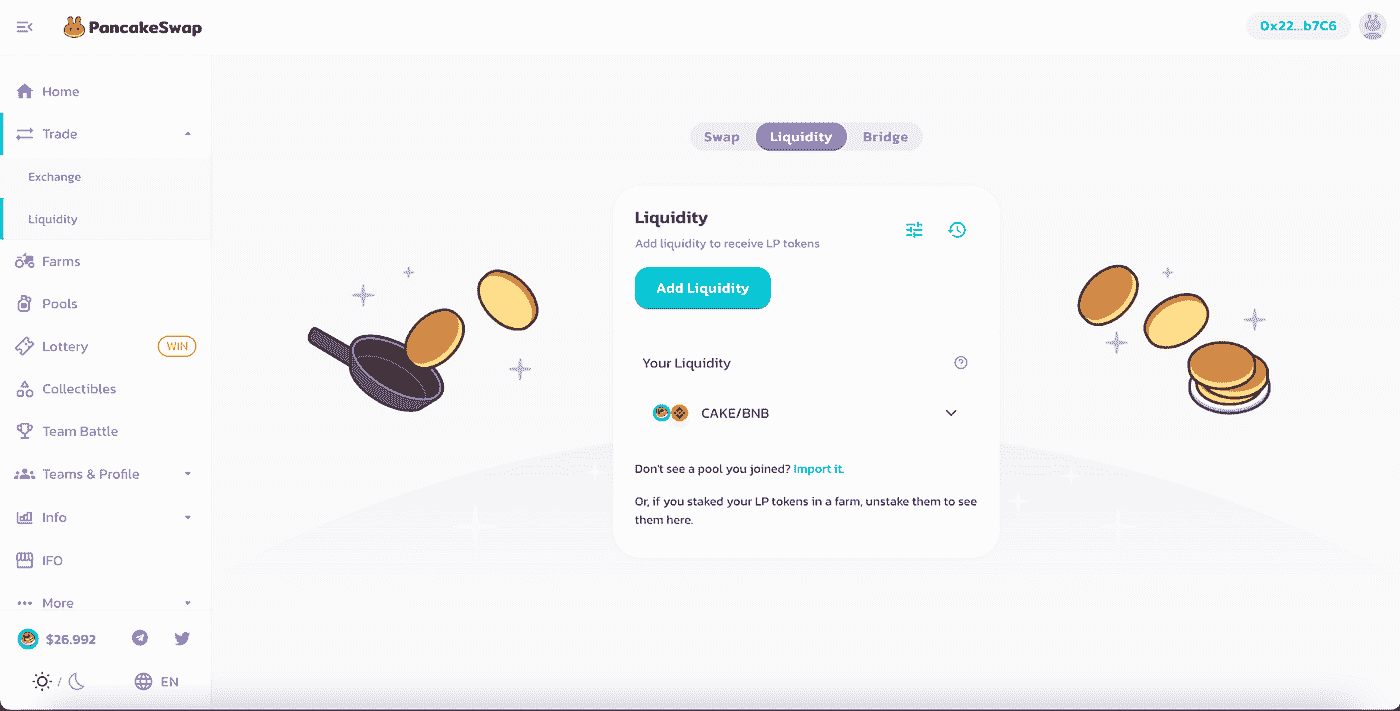 PancakeSwap
0x22...b7C6
Home
Trade
Exchange
Liquidity
Farms
Pools
Lottery WIN
Collectibles
Team Battle
Teams & Profile
Info
IFO
More
$26.992
/
EN
Swap Liquidity Bridge
Liquidity
Add liquidity to receive LP tokens
Add Liquidity
Your Liquidity
CAKE/BNB
Don't see a pool you joined? Import it.
Or, if you staked your LP tokens in a farm, unstake them to see
them here.